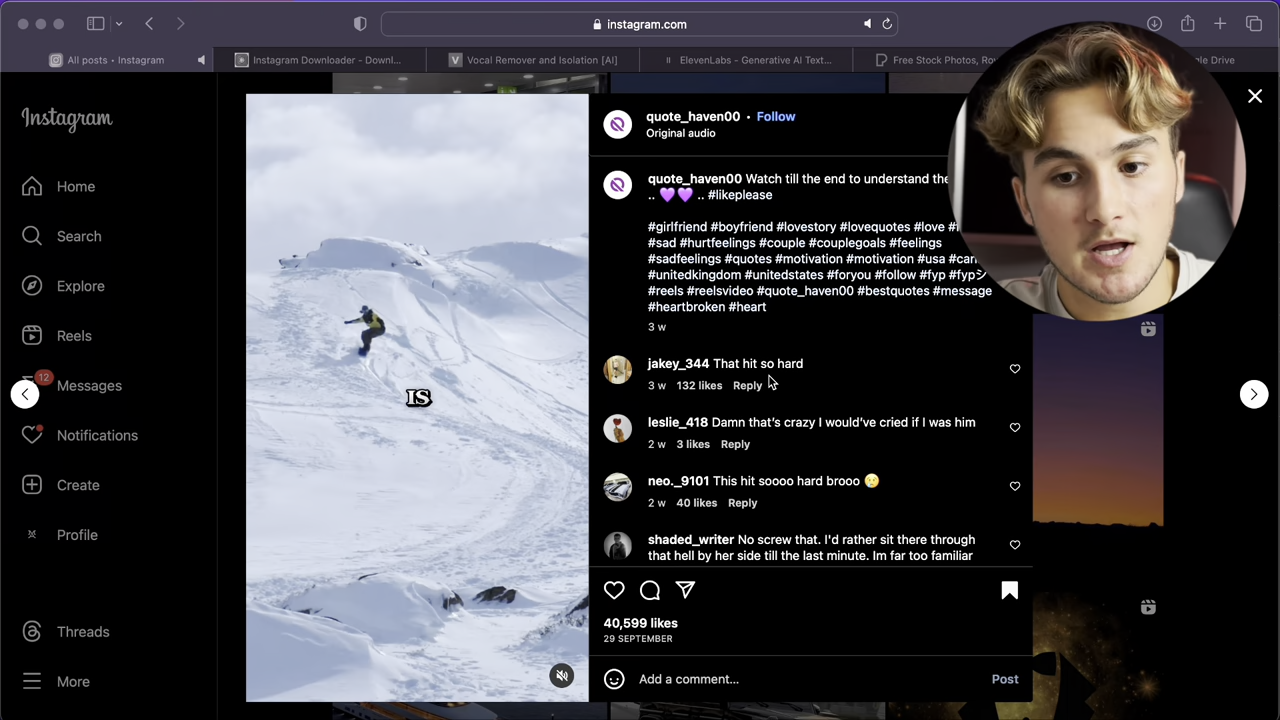 instagram.com
All posts • Instagram
Instagram Downloader - Downl...
Vocal Remover and Isolation [AI]
ElevenLabs - Generative AI Text...
Free Stock Photos, Ro
gle Drive
Instagram
Home
Search
Explore
Reels
12
Messages
Notifications
Create
Profile
Threads
More
IS
quote_haven00 • Follow
Original audio
quote_haven00 Watch till the end to understand the
.. 💜💜 .. #likeplease
#girlfriend #boyfriend #lovestory #lovequotes #love
#sad #hurtfeelings #couple #couplegoals #feelings
#sadfeelings #quotes #motivation #motivation #usa #can
#unitedkingdom #unitedstates #foryou #follow #fyp #fypシ
#reels #reelsvideo #quote_haven00 #bestquotes #message
#heartbroken #heart
3 w
jakey_344 That hit so hard
3 w 132 likes Reply
leslie_418 Damn that's crazy I would've cried if I was him
2 w 3 likes Reply
neo._9101 This hit soooo hard brooo 😢
2 w 40 likes Reply
shaded_writer No screw that. I'd rather sit there through
that hell by her side till the last minute. Im far too familiar
40,599 likes
29 SEPTEMBER
Add a comment...
Post